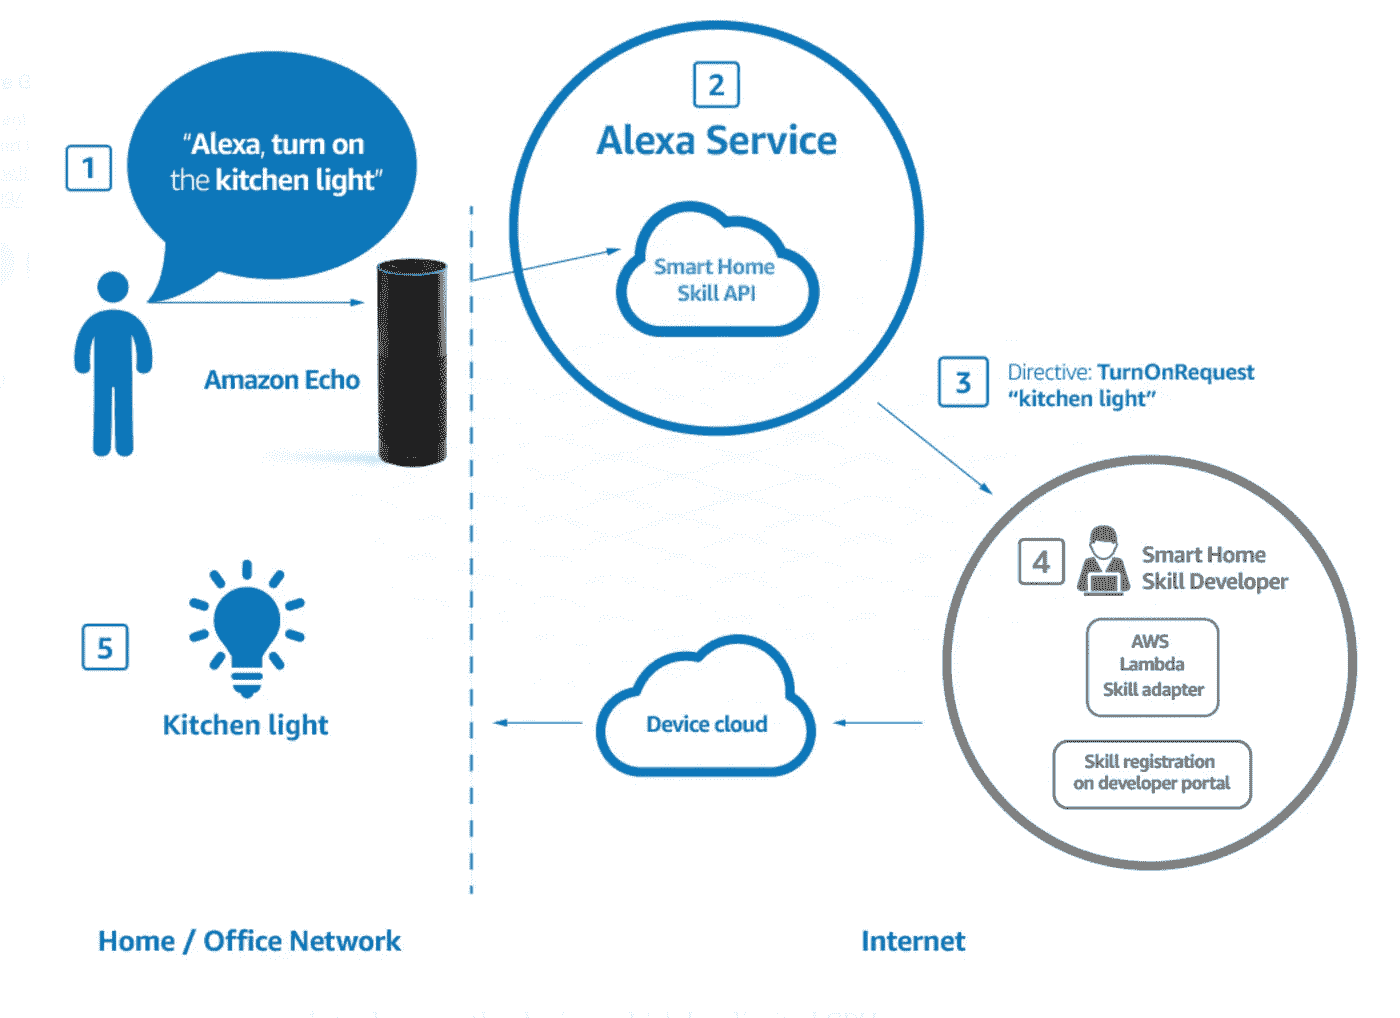 1
“Alexa, turn on
the kitchen light”
Amazon Echo
2
Alexa Service
Smart Home
Skill API
3
Directive: TurnOnRequest
“kitchen light”
4
Smart Home
Skill Developer
AWS
Lambda
Skill adapter
Skill registration
on developer portal
Device cloud
5
Kitchen light
Home / Office Network
Internet